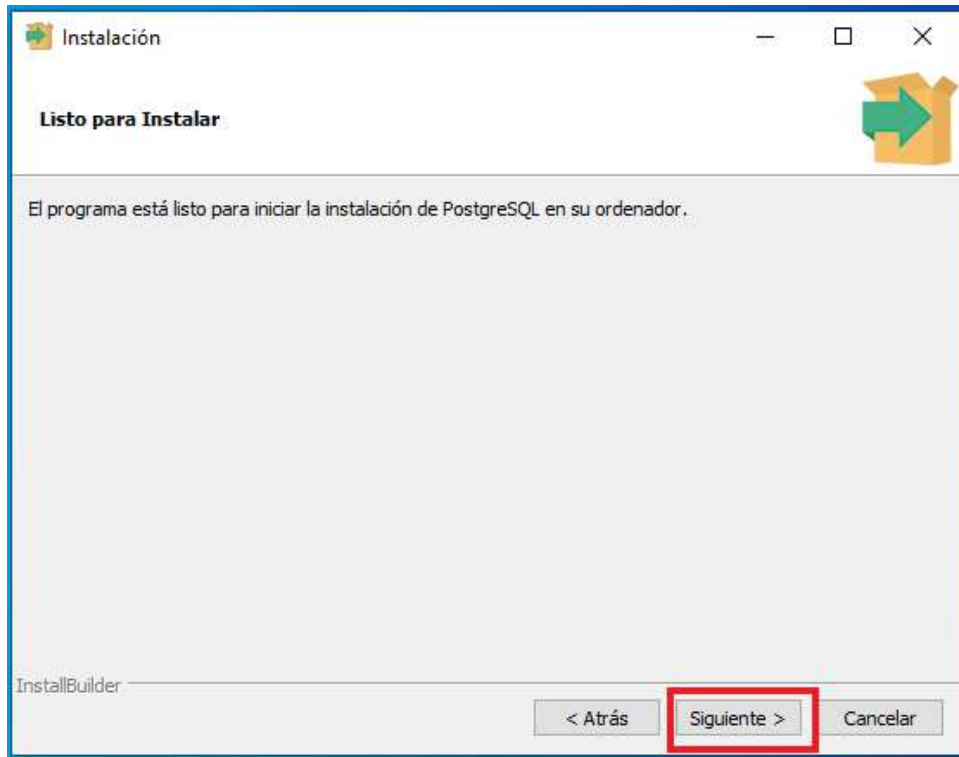 Instalación
Listo para Instalar
El programa está listo para iniciar la instalación de PostgreSQL en su ordenador.
InstallBuilder
< Atrás
Siguiente >
Cancelar